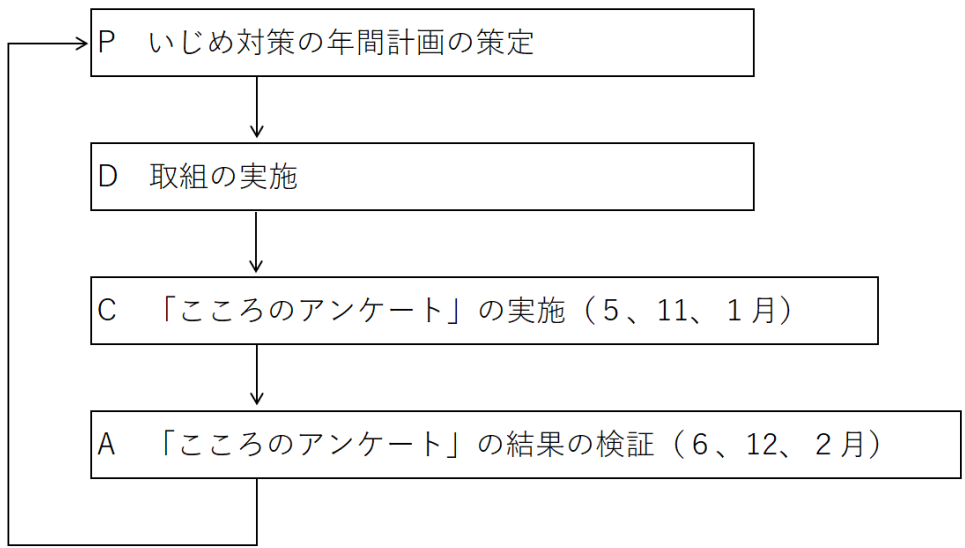 P　いじめ対策の年間計画の策定
D　取組の実施
C　「こころのアンケート」の実施（５、11、１月）
A　「こころのアンケート」の結果の検証（６、12、２月）